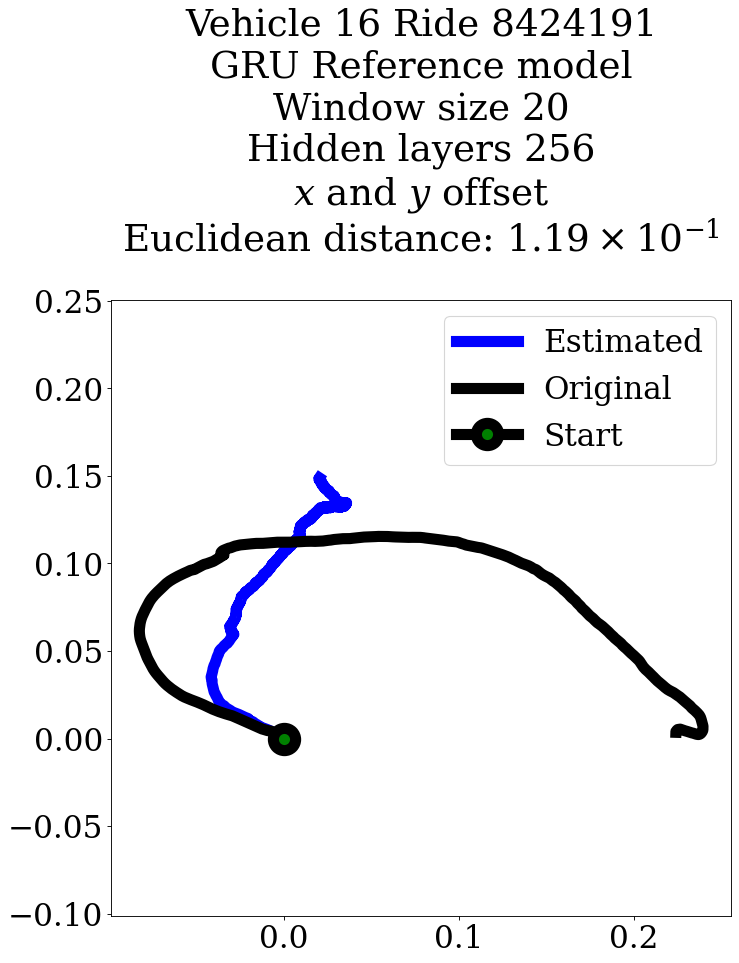 Vehicle 16 Ride 8424191
GRU Reference model
Window size 20
Hidden layers 256
x and y offset
Euclidean distance: 1.19 × 10⁻¹
0.25
Estimated
0.20
Original
Start
0.15
0.10
0.05
0.00
−0.05
−0.10
0.0 0.1 0.2